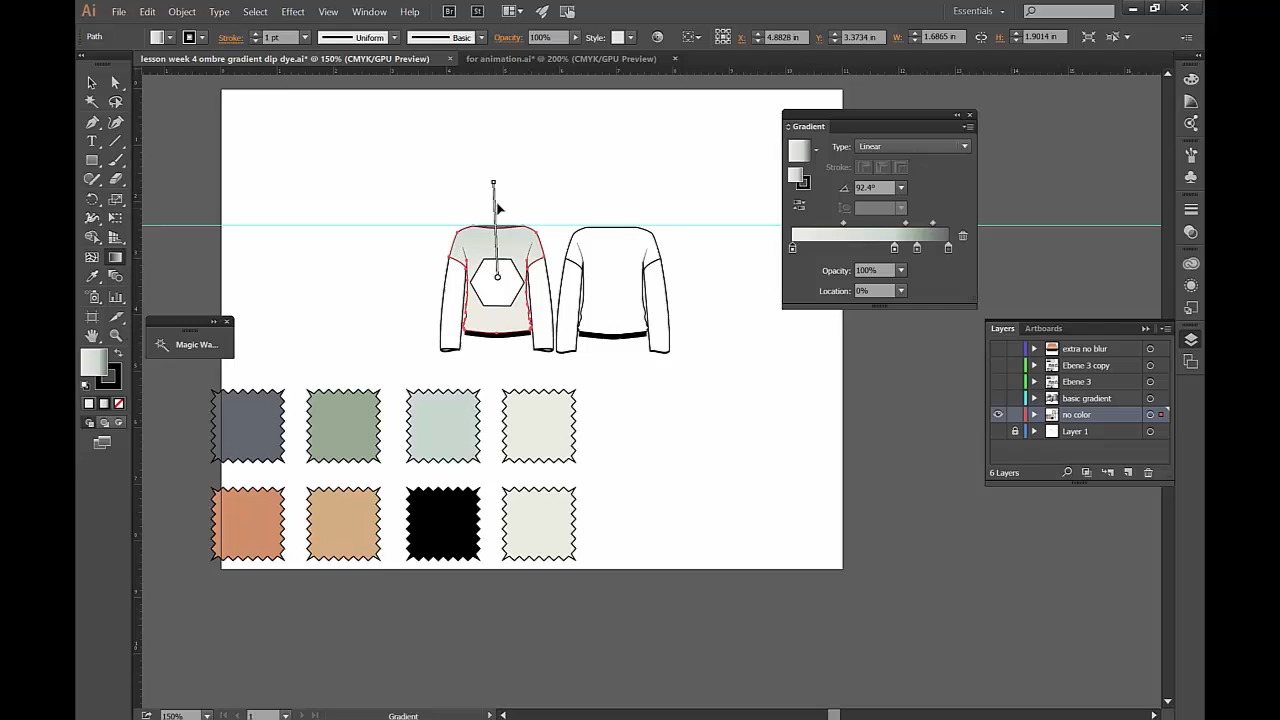 Ai File Edit Object Type Select Effect View Window Help Br St Essentials
Path Stroke: 1 pt Uniform Basic Opacity: 100% Style: X: 4.8828 in Y: 3.3734 in W: 1.6865 in H: 1.9014 in
lesson week 4 ombre gradient dip dye.ai* @ 150% (CMYK/GPU Preview) × for animation.ai* @ 200% (CMYK/GPU Preview) ×
Gradient
Type: Linear
Stroke:
92.4°
Opacity: 100%
Location: 0%
Magic Wa...
Layers Artboards
extra no blur
Ebene 3 copy
Ebene 3
basic gradient
no color
Layer 1
6 Layers
150% 1 Gradient